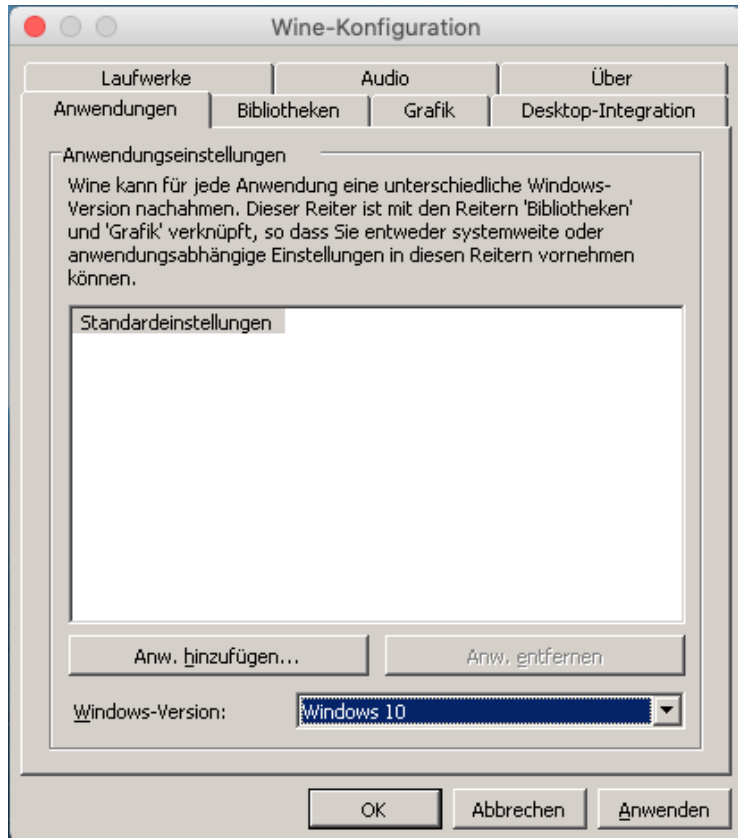 Wine-Konfiguration
Laufwerke
Audio
Über
Anwendungen
Bibliotheken
Grafik
Desktop-Integration
Anwendungseinstellungen
Wine kann für jede Anwendung eine unterschiedliche Windows-
Version nachahmen. Dieser Reiter ist mit den Reitern 'Bibliotheken'
und 'Grafik' verknüpft, so dass Sie entweder systemweite oder
anwendungsabhängige Einstellungen in diesen Reitern vornehmen
können.
Standardeinstellungen
Anw. hinzufügen...
Anw. entfernen
Windows-Version:
Windows 10
OK
Abbrechen
Anwenden